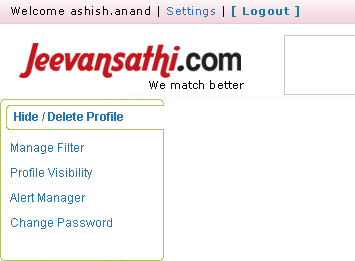 Welcome ashish.anand | Settings | [ Logout ]
Jeevansathi.com
We match better
Hide / Delete Profile
Manage Filter
Profile Visibility
Alert Manager
Change Password